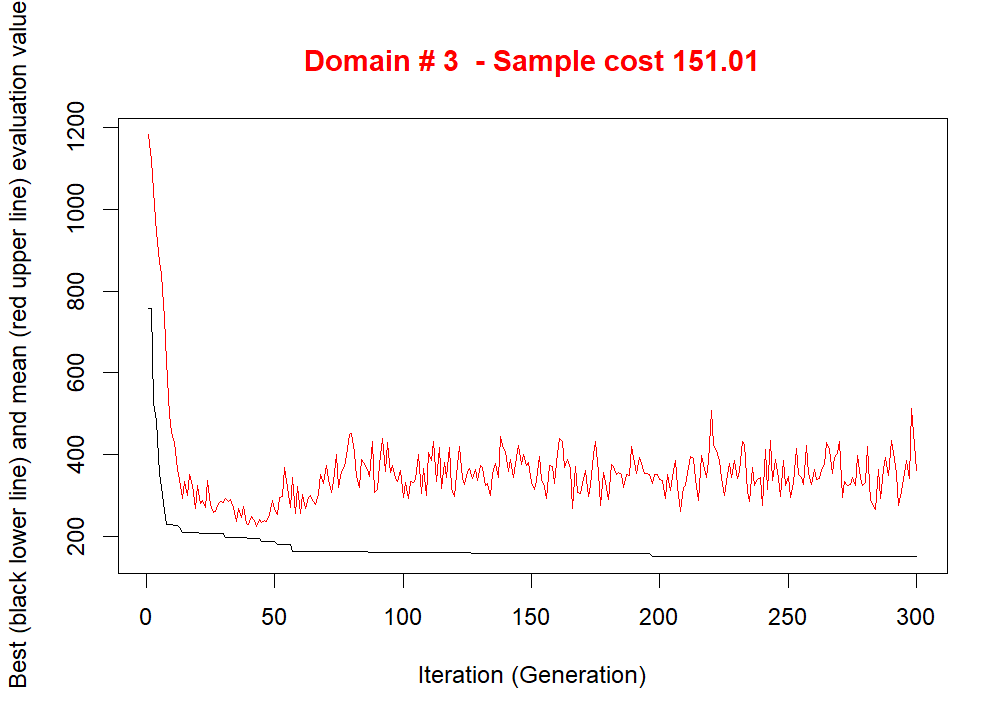 Domain # 3  - Sample cost 151.01
Best (black lower line) and mean (red upper line) evaluation value
1200
1000
800
600
400
200
0 50 100 150 200 250 300
Iteration (Generation)